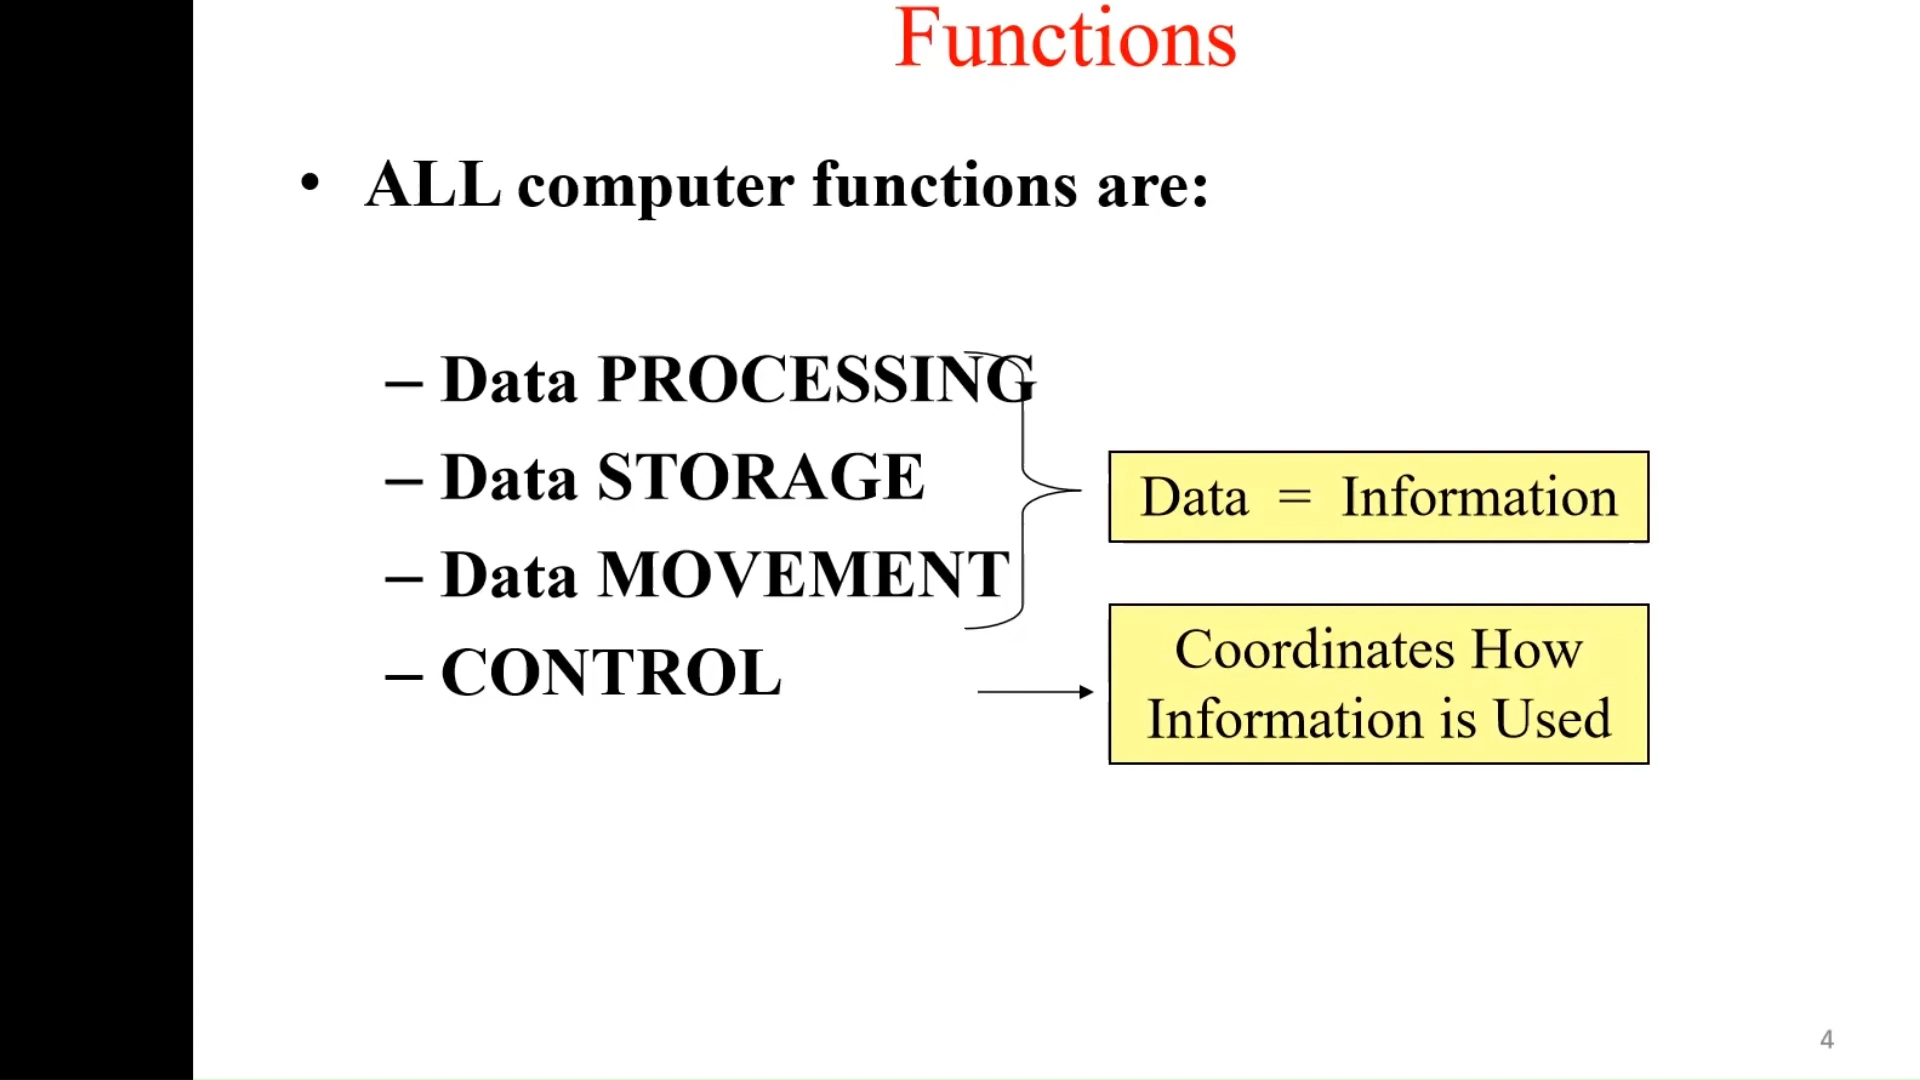 Functions
• ALL computer functions are:
– Data PROCESSING
– Data STORAGE
– Data MOVEMENT
– CONTROL
Data = Information
Coordinates How
Information is Used
4